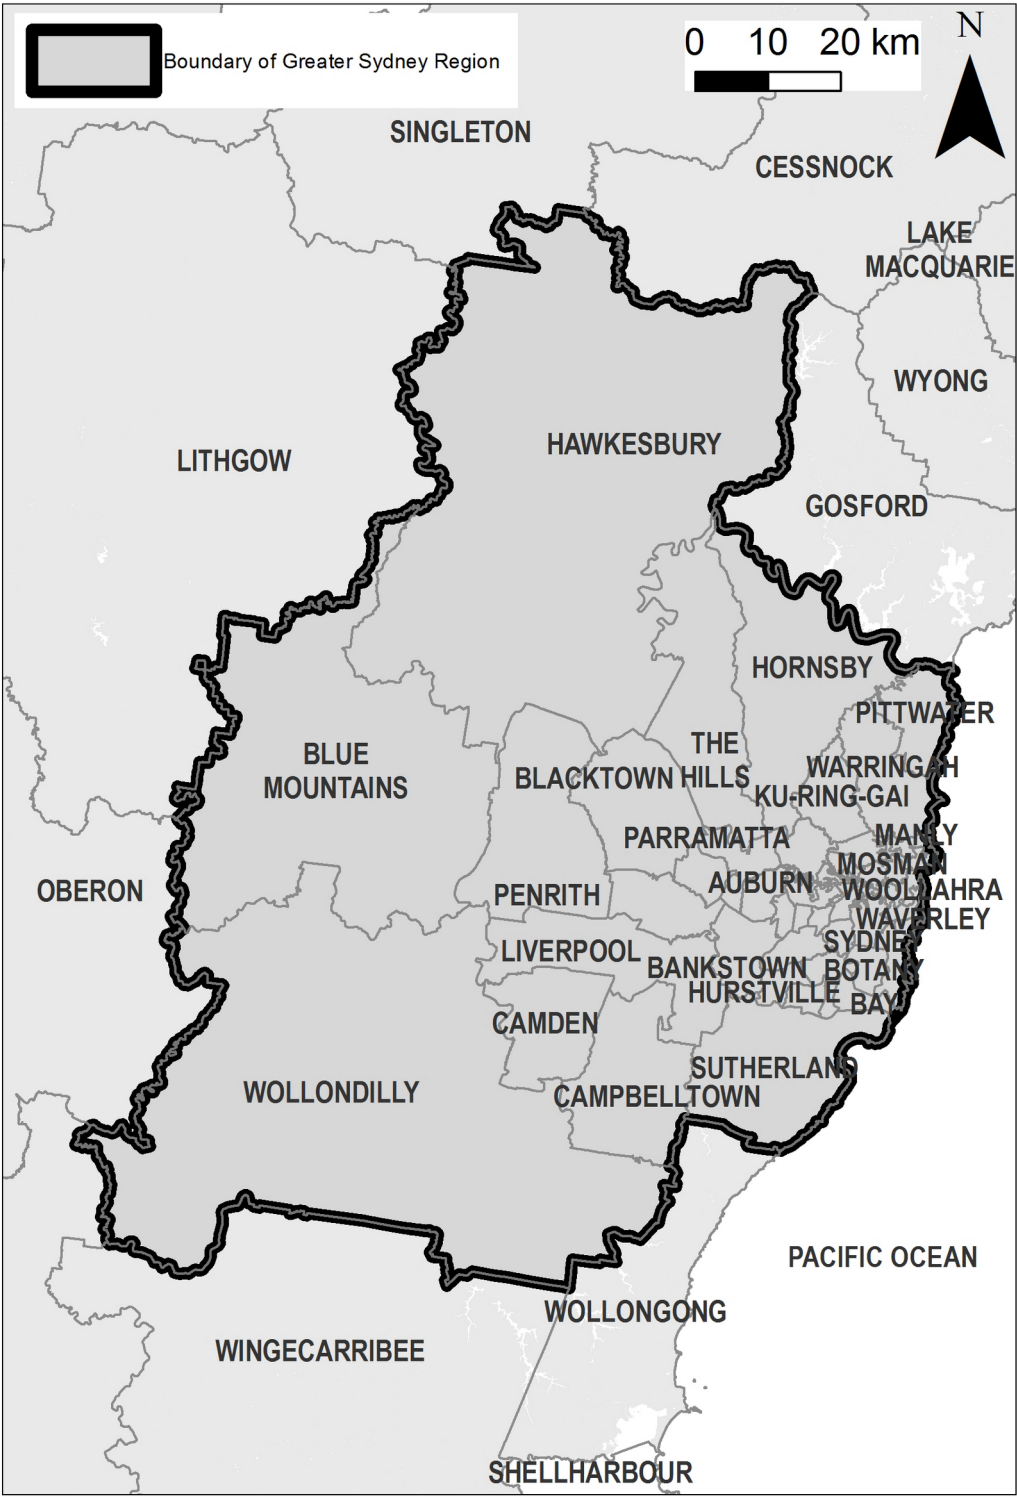 Boundary of Greater Sydney Region
0 10 20 km
N
SINGLETON
CESSNOCK
LAKE
MACQUARIE
WYONG
HAWKESBURY
LITHGOW
GOSFORD
HORNSBY
PITTWATER
BLUE
MOUNTAINS
THE
HILLS
BLACKTOWN
WARRINGAH
KU-RING-GAI
PARRAMATTA
MANLY
MOSMAN
AUBURN
WOOLLAHRA
OBERON
PENRITH
WAVERLEY
SYDNEY
LIVERPOOL
BANKSTOWN
BOTANY
BAY
HURSTVILLE
CAMDEN
SUTHERLAND
WOLLONDILLY
CAMPBELLTOWN
PACIFIC OCEAN
WOLLONGONG
WINGECARRIBEE
SHELLHARBOUR